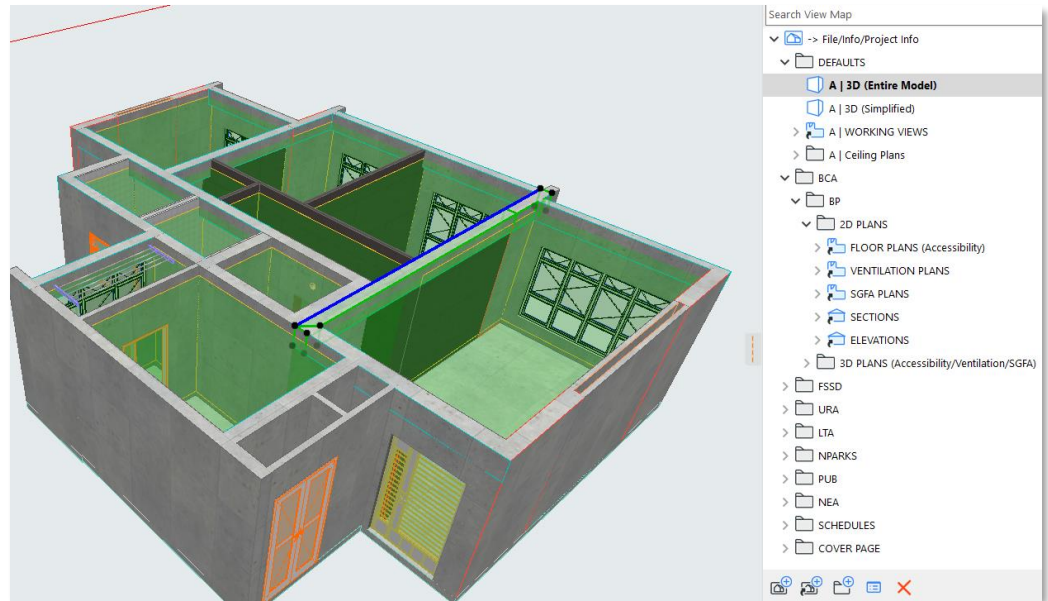 Search View Map
-> File/Info/Project Info
DEFAULTS
A | 3D (Entire Model)
A | 3D (Simplified)
A | WORKING VIEWS
A | Ceiling Plans
BCA
BP
2D PLANS
FLOOR PLANS (Accessibility)
VENTILATION PLANS
SGFA PLANS
SECTIONS
ELEVATIONS
3D PLANS (Accessibility/Ventilation/SGFA)
FSSD
URA
LTA
NPARKS
PUB
NEA
SCHEDULES
COVER PAGE